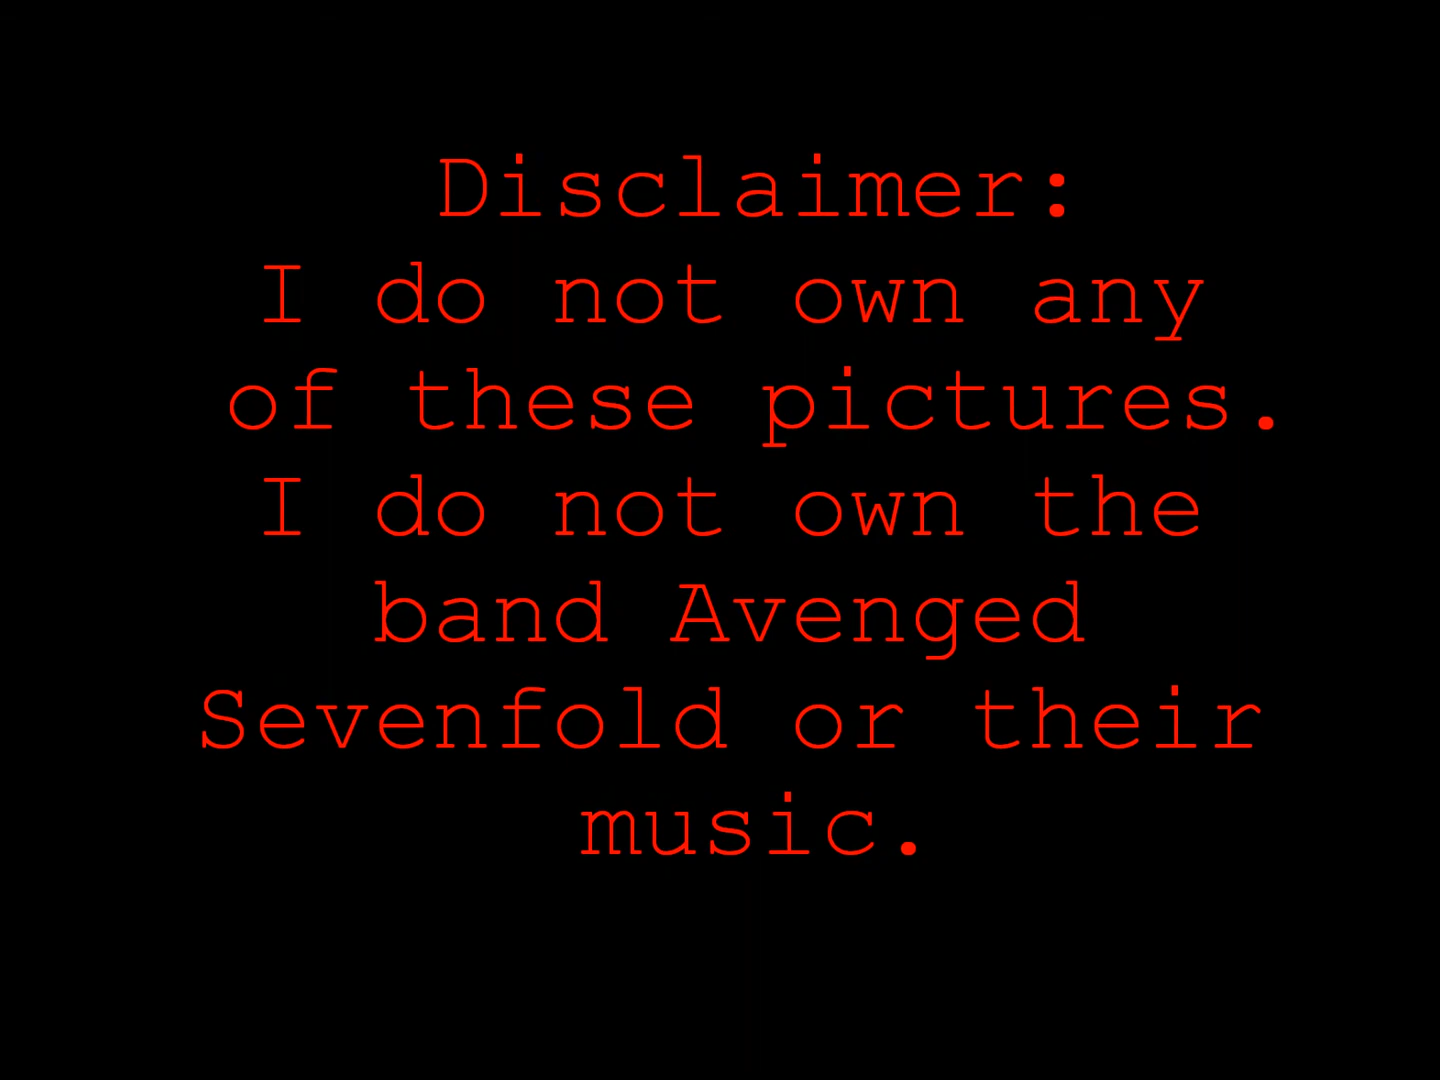 Disclaimer:
I do not own any
of these pictures.
I do not own the
band Avenged
Sevenfold or their
music.